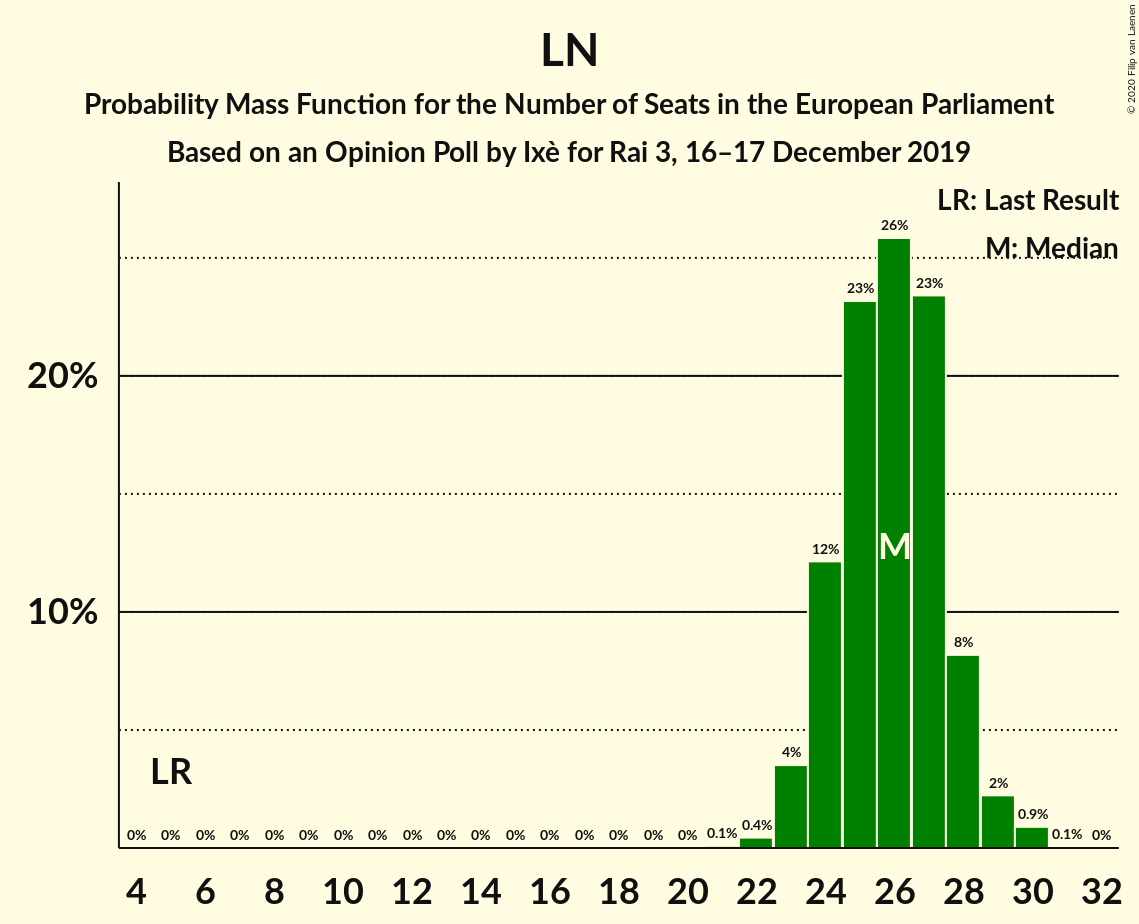 LN
Probability Mass Function for the Number of Seats in the European Parliament
Based on an Opinion Poll by Ixè for Rai 3, 16–17 December 2019
© 2020 Filip van Laenen
LR: Last Result
M: Median
20%
10%
26%
23%
23%
12%
M
8%
4%
LR
2%
0% 0% 0% 0% 0% 0% 0% 0% 0% 0% 0% 0% 0% 0% 0% 0% 0% 0.1% 0.4% 0.9% 0.1% 0%
4 6 8 10 12 14 16 18 20 22 24 26 28 30 32